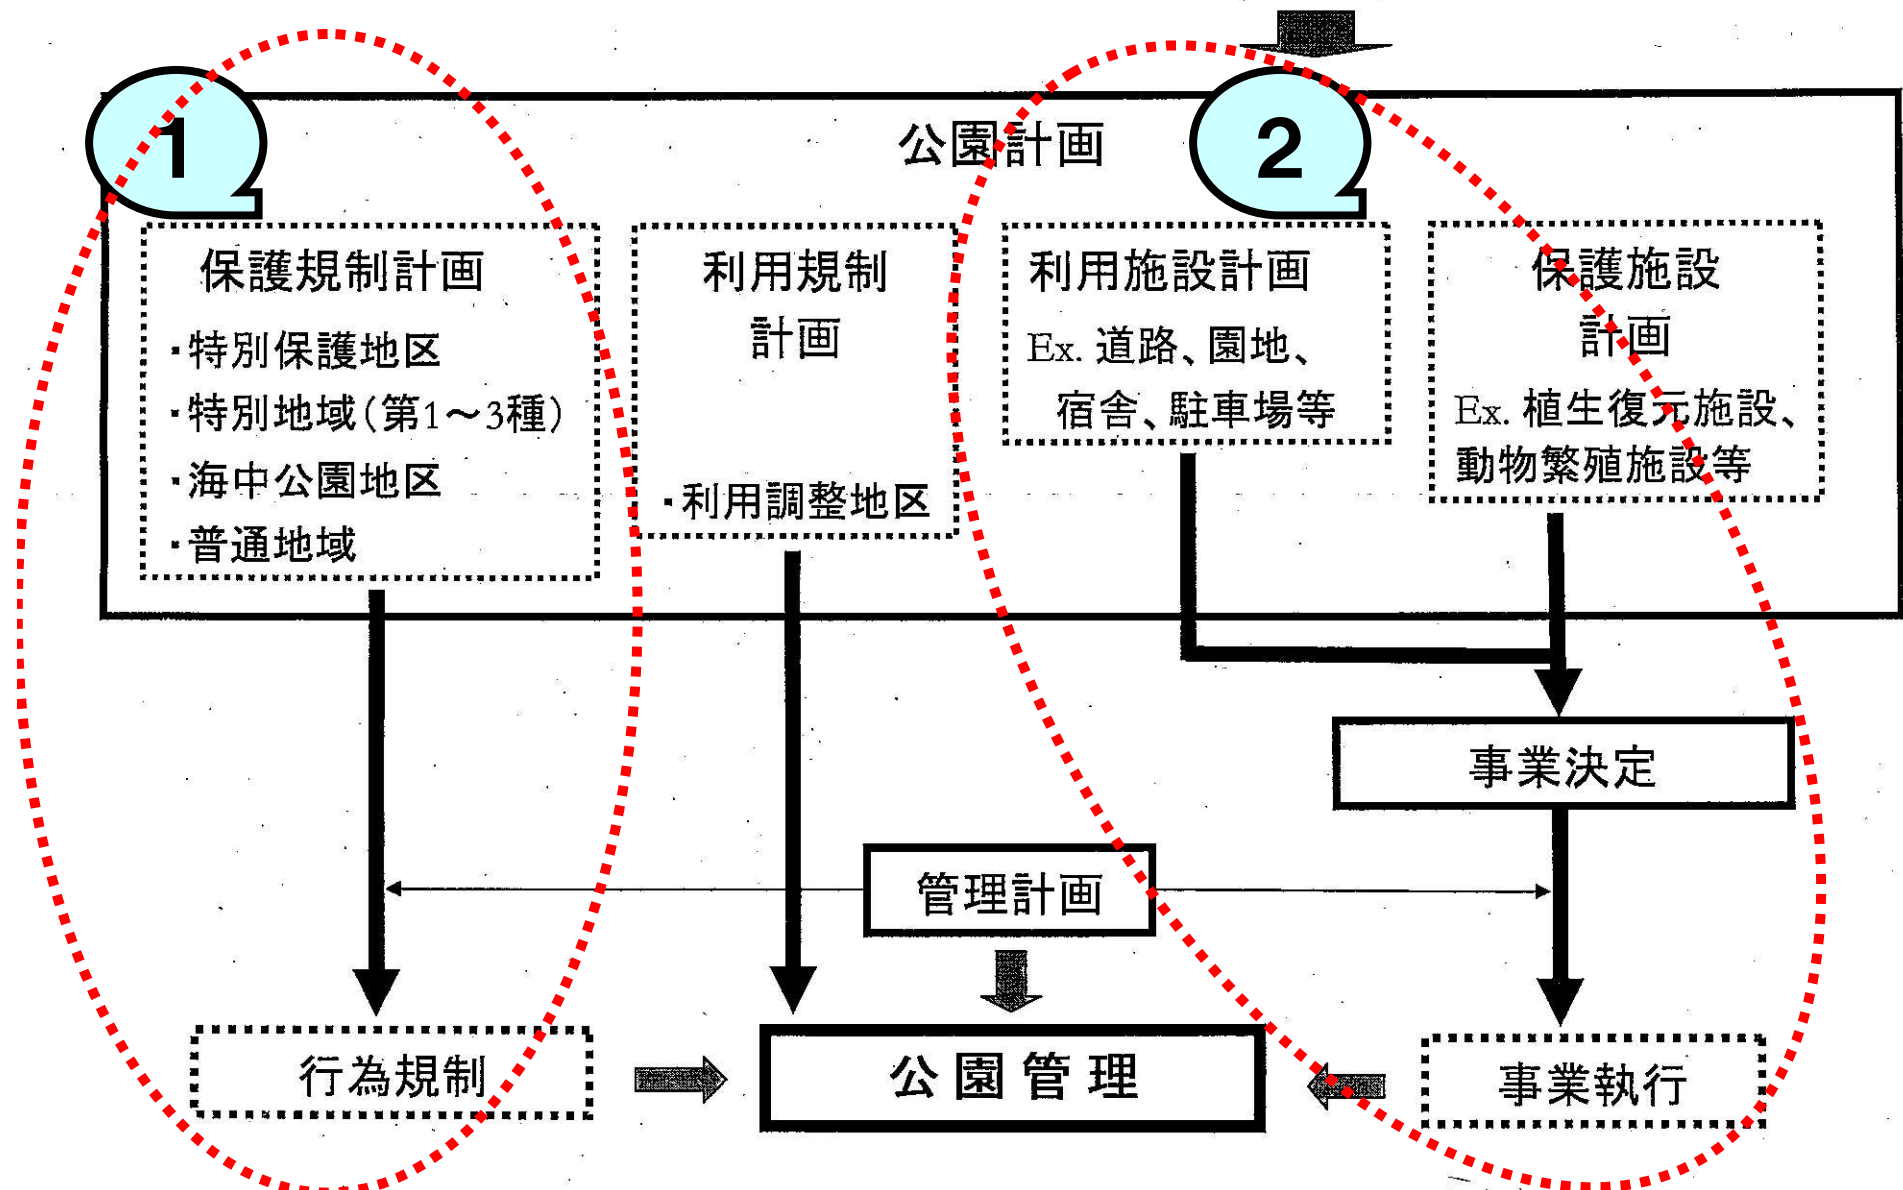 1
公園計画
2
保護規制計画
・特別保護地区
・特別地域(第1～3種)
・海中公園地区
・普通地域
利用規制
計画
・利用調整地区
利用施設計画
Ex. 道路、園地、
宿舎、駐車場等
保護施設
計画
Ex. 植生復元施設、
動物繁殖施設等
事業決定
管理計画
行為規制
公園管理
事業執行